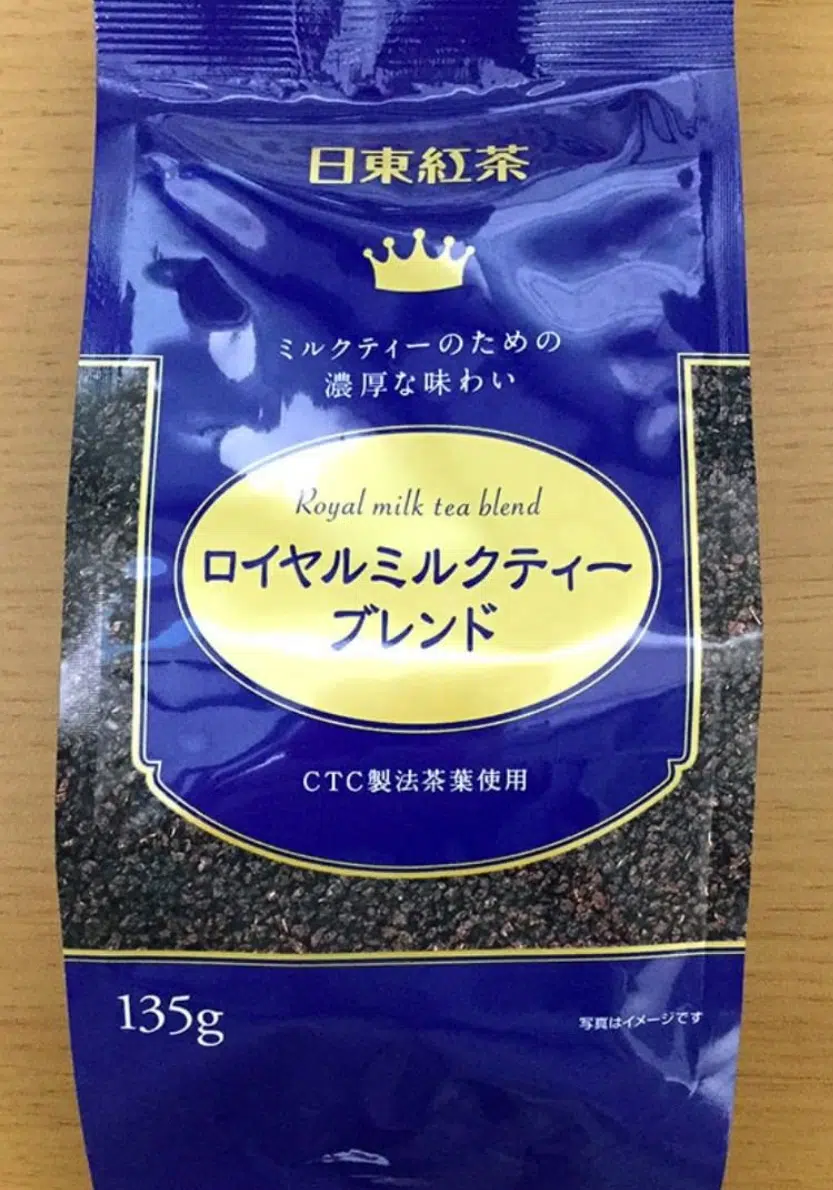 日東紅茶
ミルクティーのための
濃厚な味わい
Royal milk tea blend
ロイヤルミルクティー
ブレンド
CTC製法茶葉使用
135g
写真はイメージです